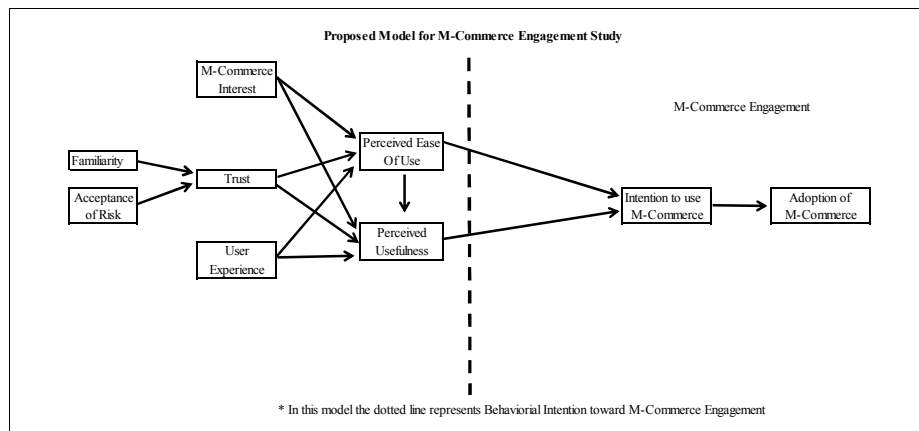 Proposed Model for M-Commerce Engagement Study
M-Commerce
Interest
M-Commerce Engagement
Familiarity
Acceptance
of Risk
Trust
User
Experience
Perceived Ease
Of Use
Perceived
Usefulness
Intention to use
M-Commerce
Adoption of
M-Commerce
* In this model the dotted line represents Behaviorial Intention toward M-Commerce Engagement